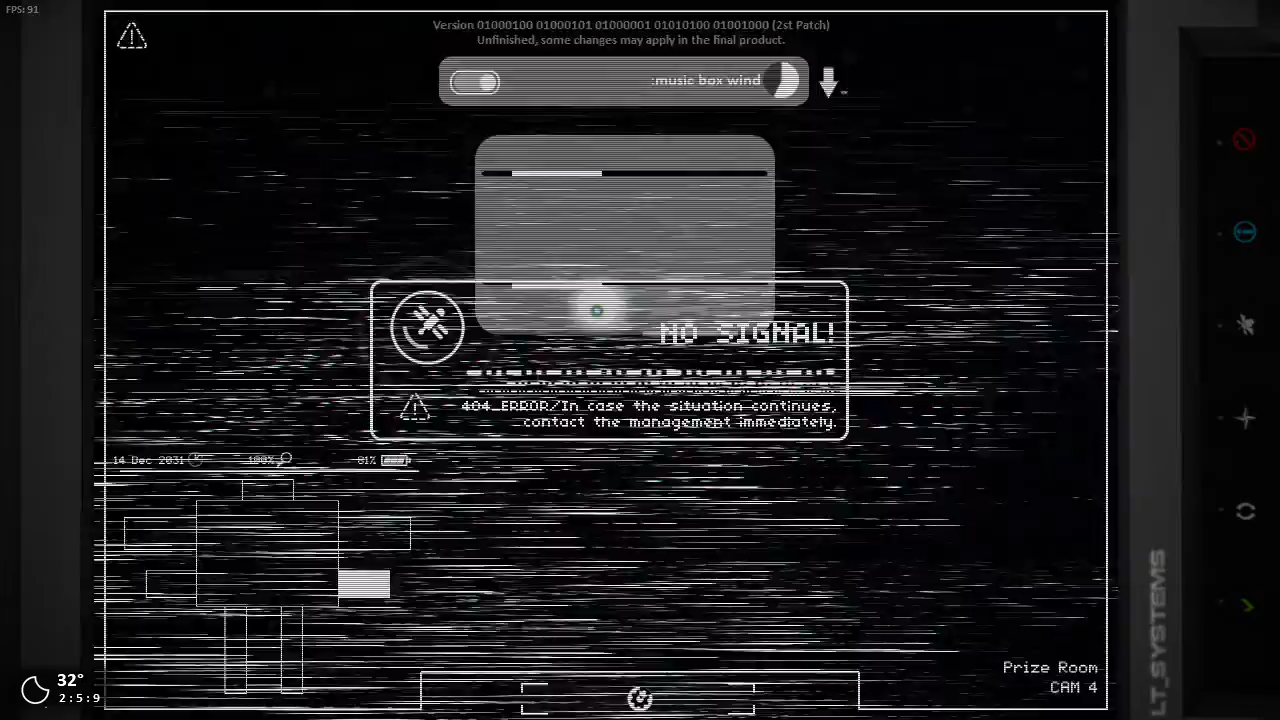 FPS: 91
Version 01000100 01000101 01000001 01010100 01001000 (2st Patch)
Unfinished, some changes may apply in the final product.
:music box wind
NO SIGNAL!
404_ERROR/In case the situation continues,
contact the management immediately.
14 Dec 2031
100%
81%
32°
2:5:9
Prize Room
CAM 4
LT_SYSTEMS